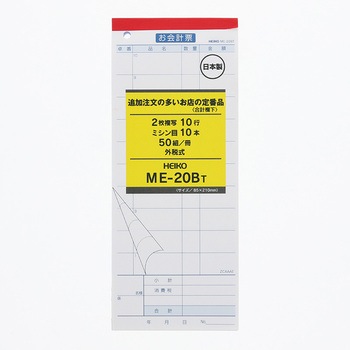 お会計票
HEIKO
日本製
追加注文の多いお店の定番品
(合計欄下)
2枚複写 10行
ミシン目 10本
50組/冊
外税式
HEIKO
ME-20BT
(サイズ/85×210mm)
小計
消費税
合計
年 月 日 №